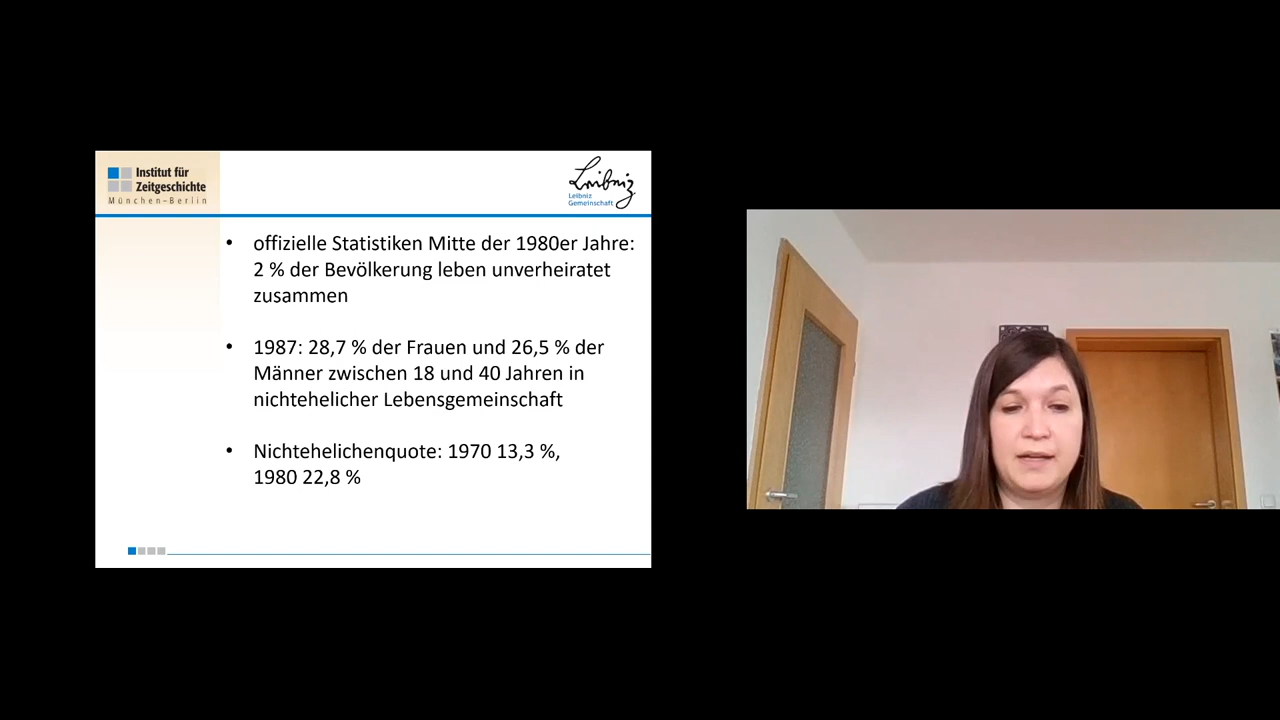 Institut für
Zeitgeschichte
München–Berlin
Leibniz
Leibniz
Gemeinschaft
• offizielle Statistiken Mitte der 1980er Jahre:
2 % der Bevölkerung leben unverheiratet
zusammen
• 1987: 28,7 % der Frauen und 26,5 % der
Männer zwischen 18 und 40 Jahren in
nichtehelicher Lebensgemeinschaft
• Nichtehelichenquote: 1970 13,3 %,
1980 22,8 %